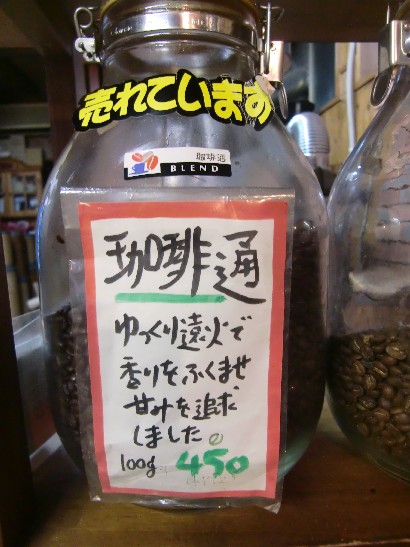 売れています
珈琲通
BLEND
珈琲通
ゆっくり遠火で
香りをふくませ、
甘みを追求
しました。
100g 450